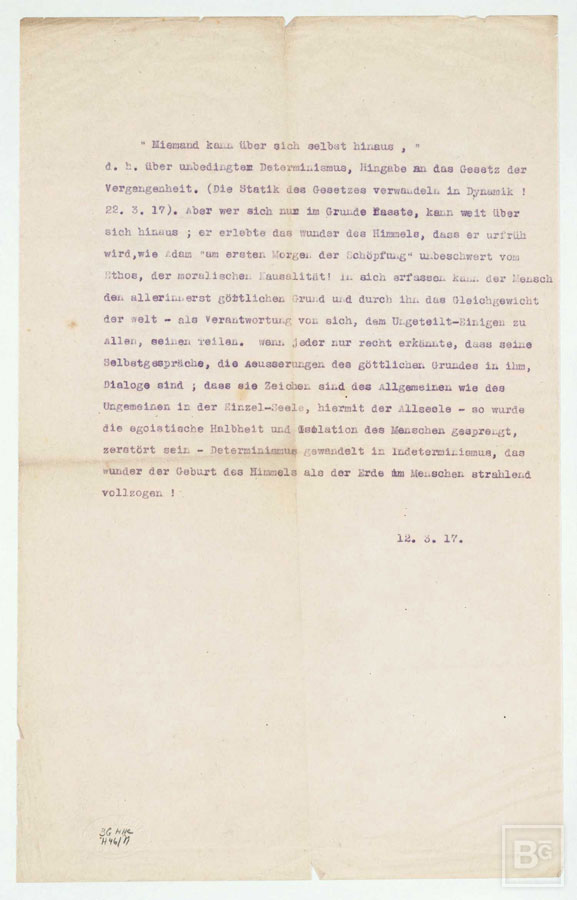 " Niemand kann über sich selbst hinaus , "
d. h. über unbedingten Determinismus, Hingabe an das Gesetz der
Vergangenheit. (Die Statik des Gesetzes verwandeln in Dynamik !
22. 3. 17). Aber wer sich nur im Grunde fasste, kann weit über
sich hinaus ; er erlebte das wunder des Himmels, dass er urfrüh
wird,wie Adam "um ersten Morgen der Schöpfung" unbeschwert vom
Ethos, der moralischen Kausalität! In sich erfassen kann der Mensch
den allerinnerst göttlichen Grund und durch ihn das Gleichgewicht
der welt - als Verantwortung von sich, dem Ungeteilt-Einigen zu
Allen, seinen Teilen. wenn jeder nur recht erkännte, dass seine
Selbstgespräche, die Aeusserungen des göttlichen Grundes in ihm,
Dialoge sind ; dass sie Zeichen sind des Allgemeinen wie des
Ungemeinen in der Einzel-Seele, hiermit der Allseele - so wurde
die egoistische Halbheit und Isolation des Menschen gesprengt,
zerstört sein - Determinismus gewandelt in Indeterminismus, das
wunder der Geburt des Himmels als der Erde im Menschen strahlend
vollzogen !
12. 3. 17.
BG